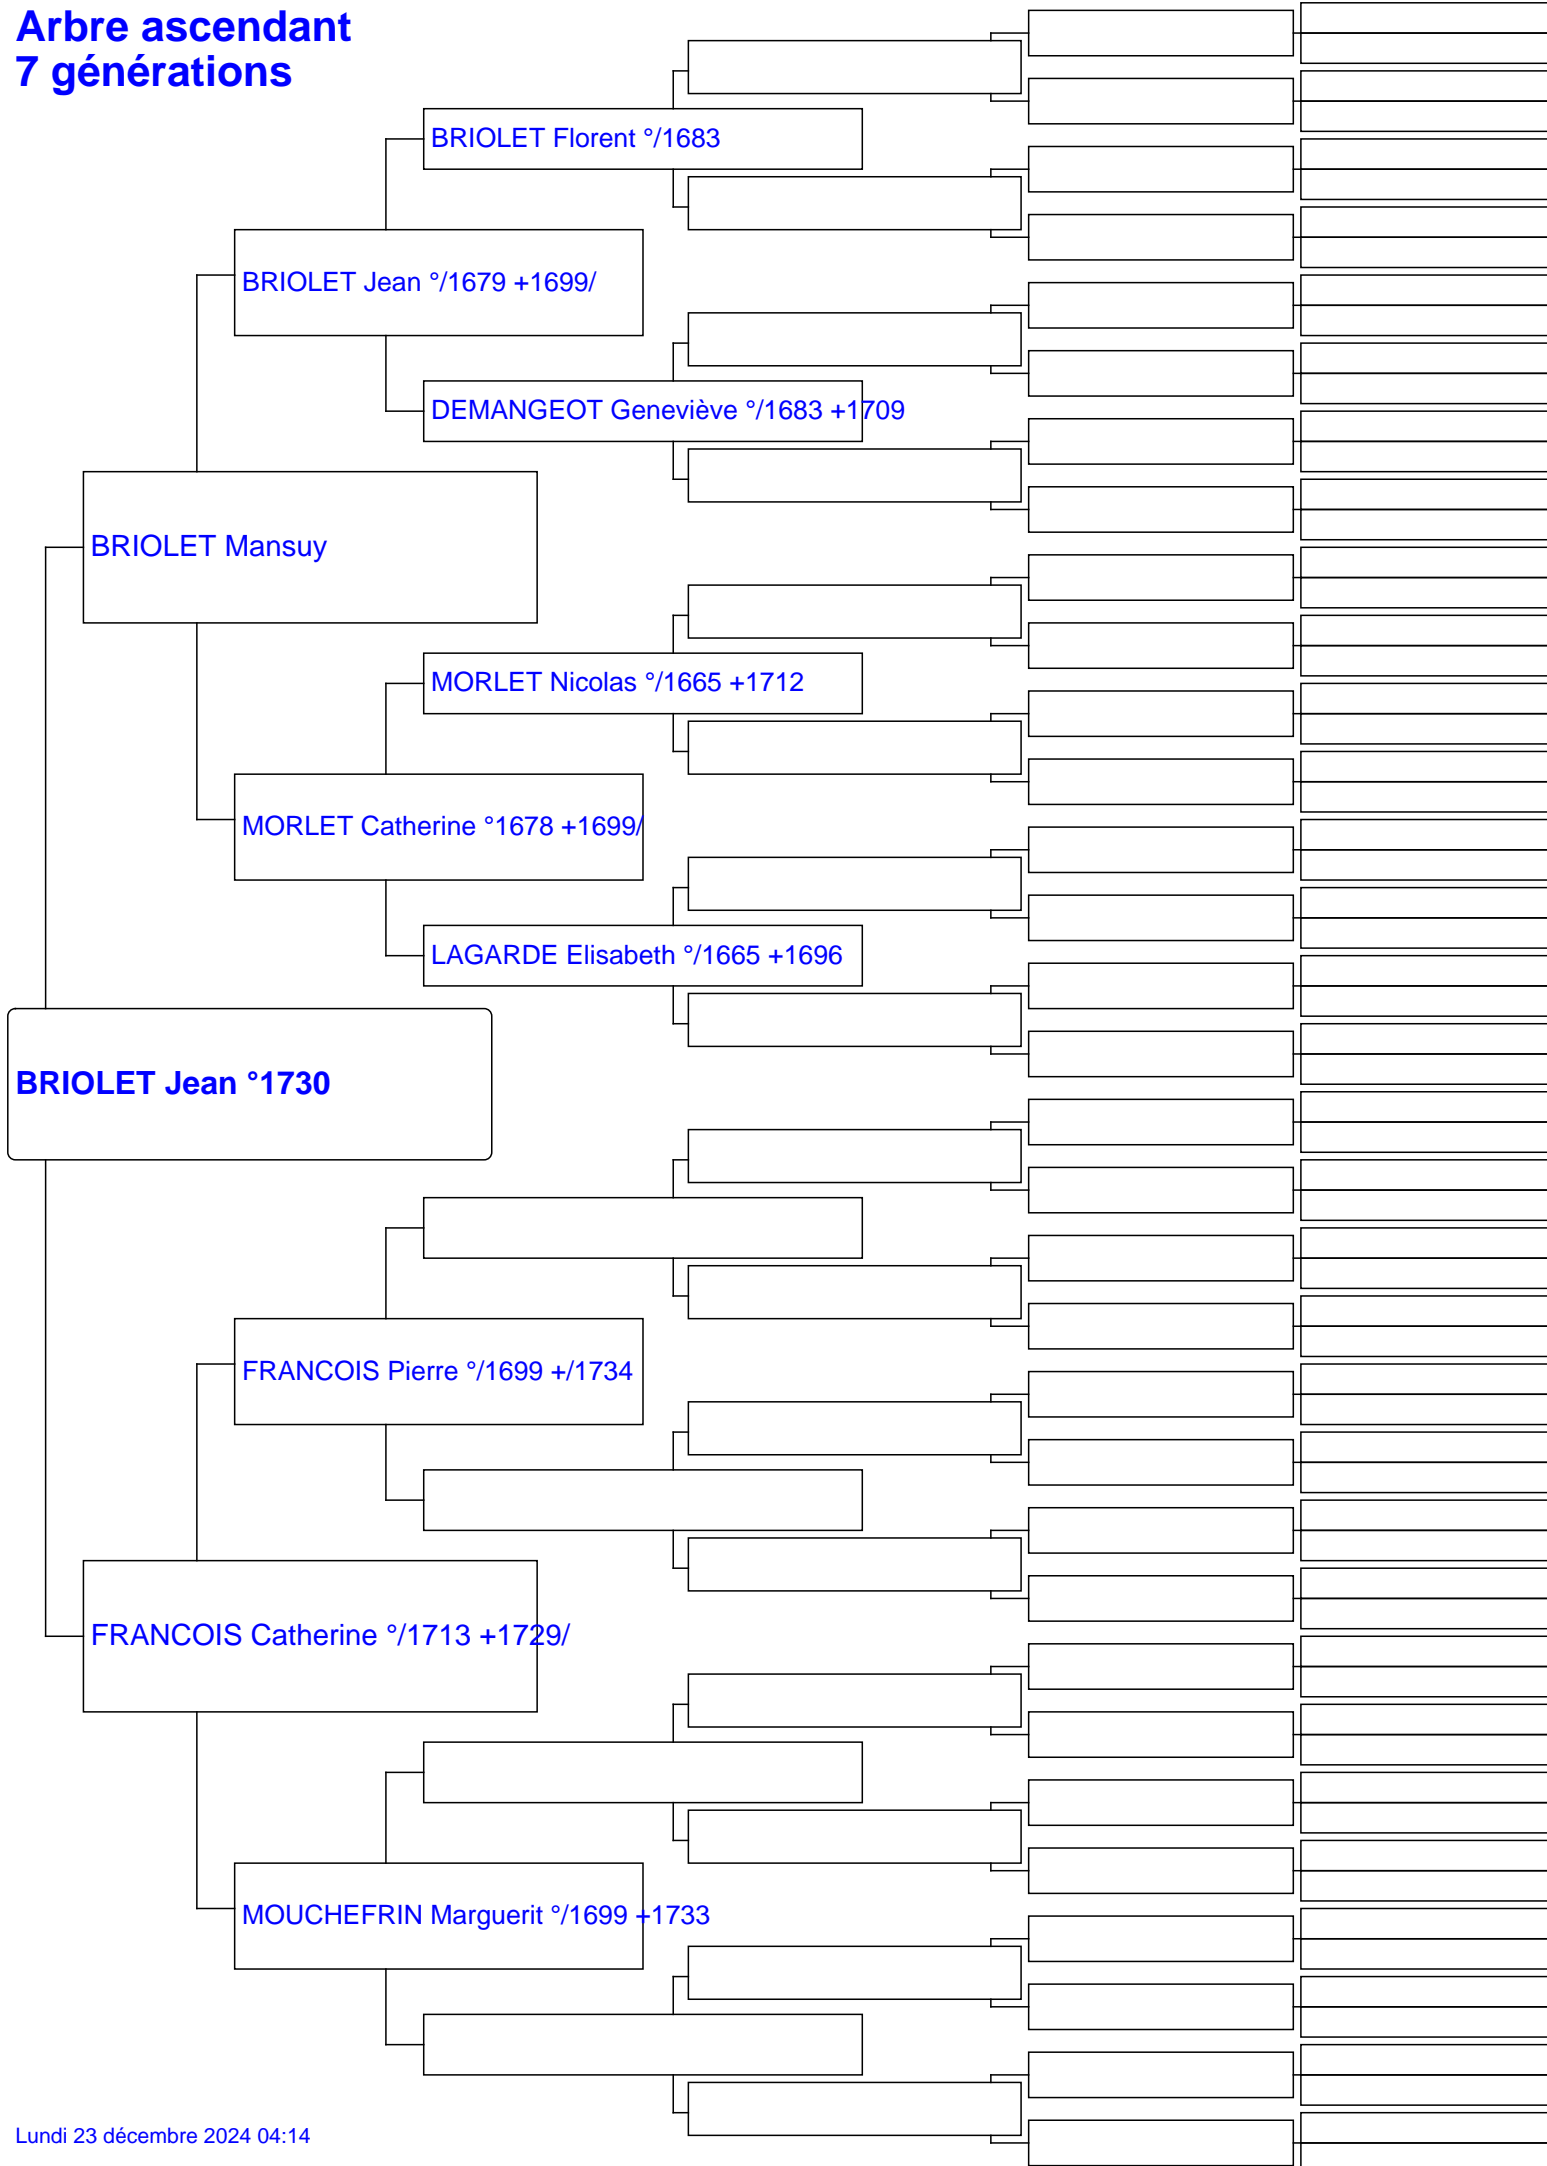 Arbre ascendant
7 générations
BRIOLET Florent °/1683
BRIOLET Jean °/1679 +1699/
DEMANGEOT Geneviève °/1683 +1709
BRIOLET Mansuy
MORLET Nicolas °/1665 +1712
MORLET Catherine °1678 +1699/
LAGARDE Elisabeth °/1665 +1696
BRIOLET Jean °1730
FRANCOIS Pierre °/1699 +/1734
FRANCOIS Catherine °/1713 +1729/
MOUCHEFRIN Marguerit °/1699 +1733
Lundi 23 décembre 2024 04:14